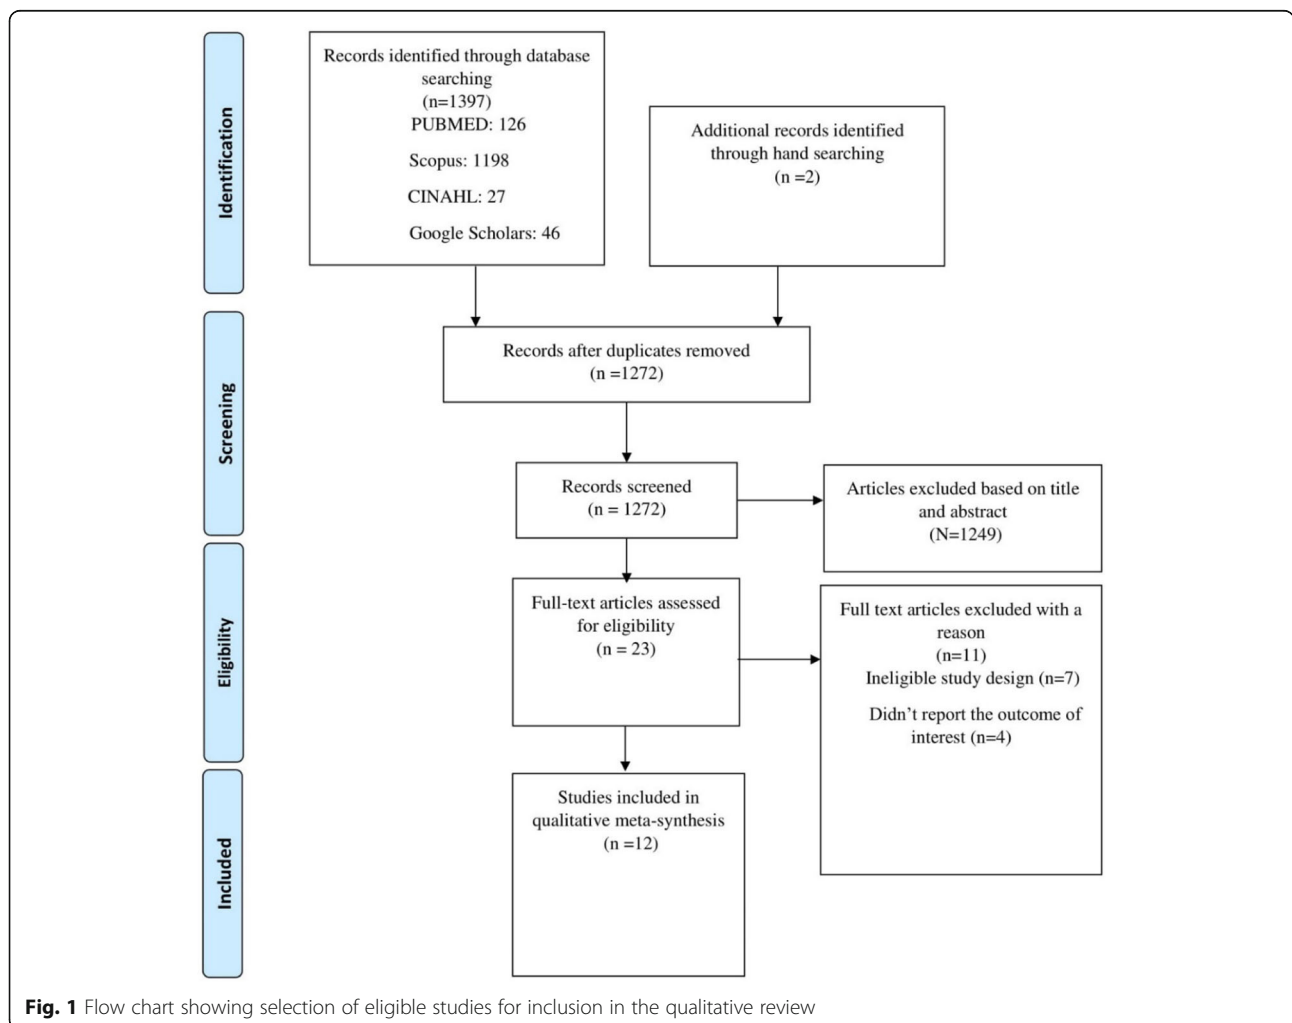 Identification
Records identified through database
searching
(n=1397)
PUBMED: 126
Scopus: 1198
CINAHL: 27
Google Scholars: 46
Additional records identified
through hand searching
(n =2)
Screening
Records after duplicates removed
(n =1272)
Records screened
(n = 1272)
Articles excluded based on title
and abstract
(N=1249)
Eligibility
Full-text articles assessed
for eligibility
(n = 23)
Full text articles excluded with a
reason
(n=11)
Ineligible study design (n=7)
Didn’t report the outcome of
interest (n=4)
Included
Studies included in
qualitative meta-synthesis
(n =12)
Fig. 1 Flow chart showing selection of eligible studies for inclusion in the qualitative review